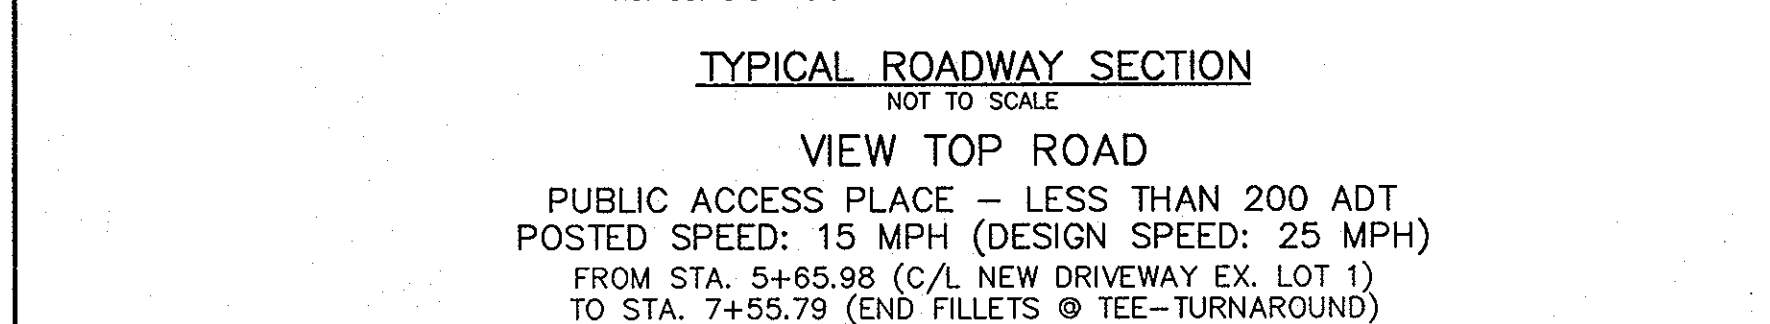 TYPICAL ROADWAY SECTION
NOT TO SCALE
VIEW TOP ROAD
PUBLIC ACCESS PLACE – LESS THAN 200 ADT
POSTED SPEED: 15 MPH (DESIGN SPEED: 25 MPH)
FROM STA. 5+65.98 (C/L NEW DRIVEWAY EX. LOT 1)
TO STA. 7+55.79 (END FILLETS @ TEE–TURNAROUND)